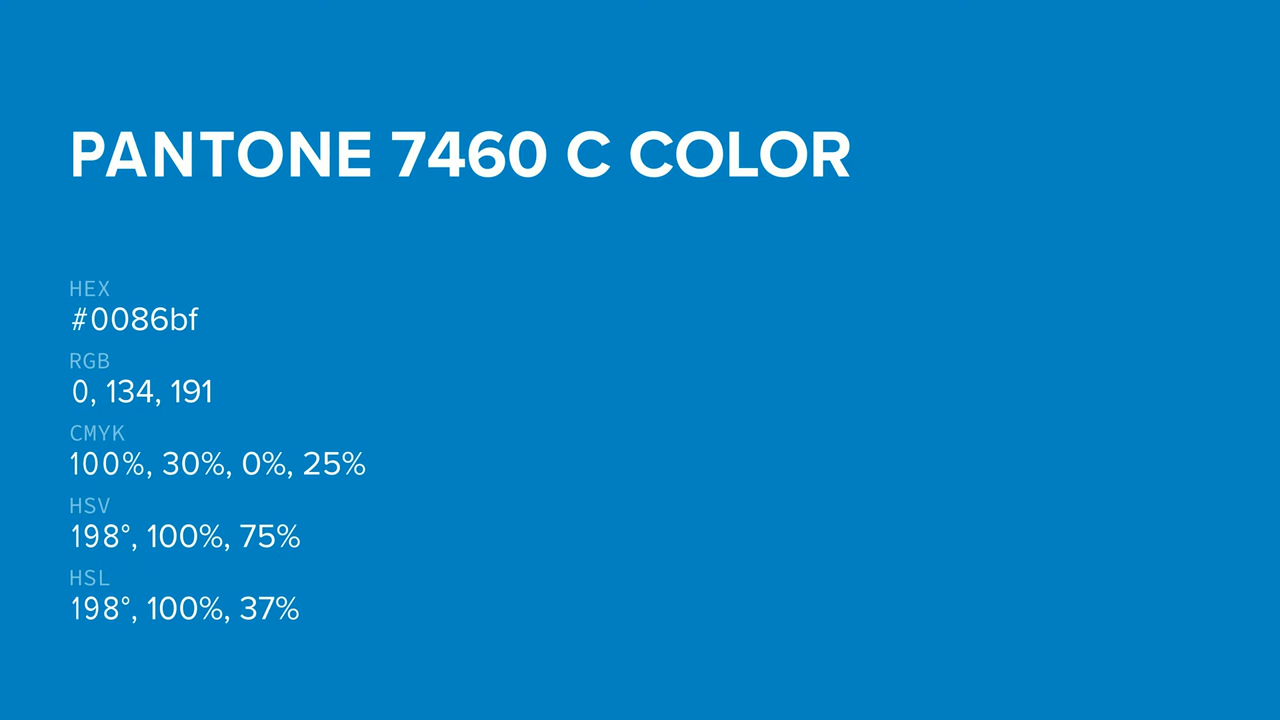 PANTONE 7460 C COLOR
HEX
#0086bf
RGB
0, 134, 191
CMYK
100%, 30%, 0%, 25%
HSV
198°, 100%, 75%
HSL
198°, 100%, 37%